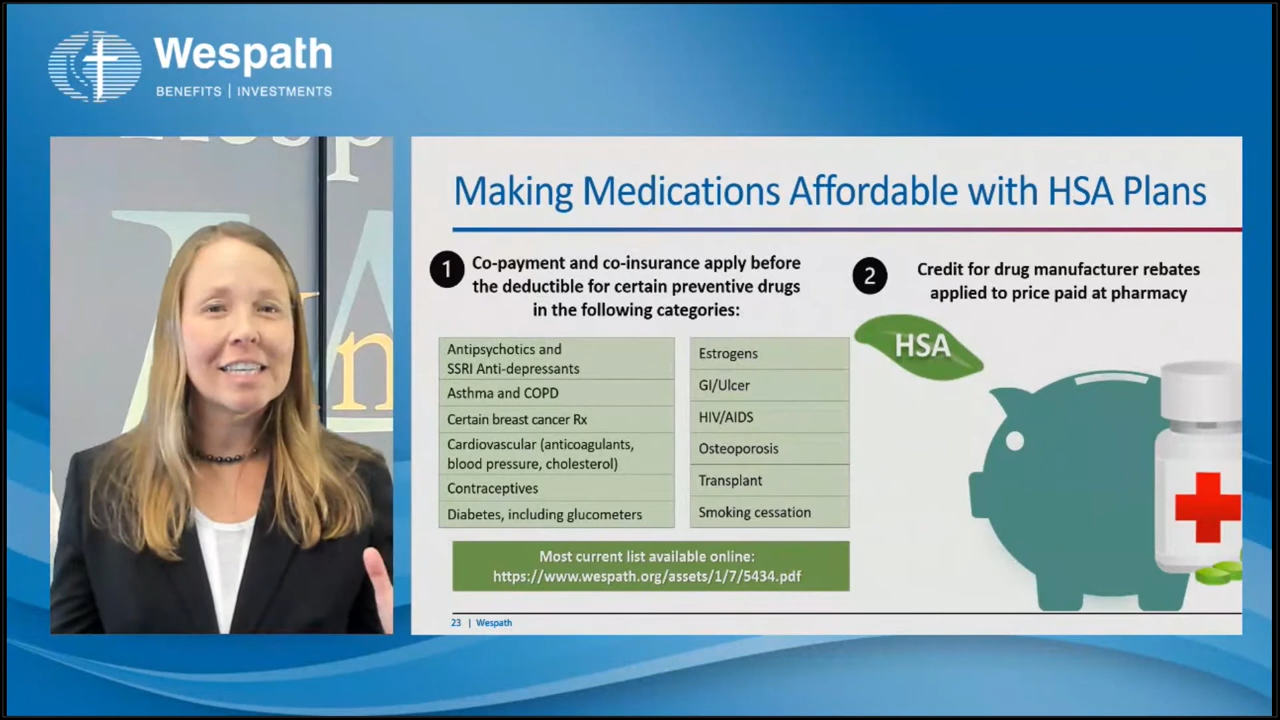 Wespath
BENEFITS | INVESTMENTS
Making Medications Affordable with HSA Plans
1
Co-payment and co-insurance apply before
the deductible for certain preventive drugs
in the following categories:
Antipsychotics and
SSRI Anti-depressants
Asthma and COPD
Certain breast cancer Rx
Cardiovascular (anticoagulants,
blood pressure, cholesterol)
Contraceptives
Diabetes, including glucometers
Estrogens
GI/Ulcer
HIV/AIDS
Osteoporosis
Transplant
Smoking cessation
Most current list available online:
https://www.wespath.org/assets/1/7/5434.pdf
2
Credit for drug manufacturer rebates
applied to price paid at pharmacy
HSA
23 | Wespath